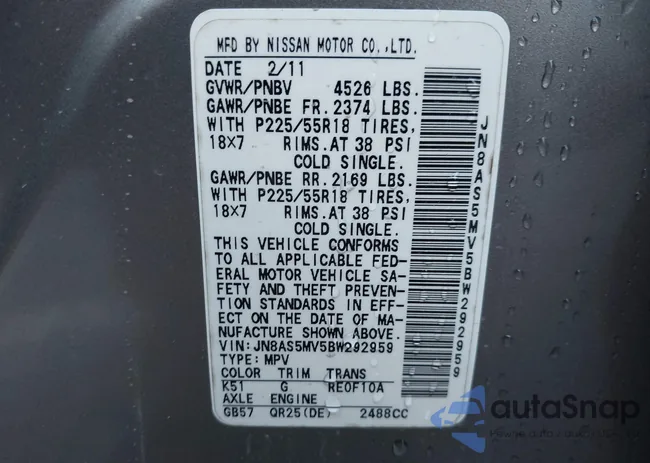 MFD BY NISSAN MOTOR CO.,LTD.
DATE 2/11
GVWR/PNBV 4526 LBS.
GAWR/PNBE FR. 2374 LBS.
WITH P225/55R18 TIRES,
18X7 RIMS.AT 38 PSI
COLD SINGLE.
GAWR/PNBE RR. 2169 LBS.
WITH P225/55R18 TIRES,
18X7 RIMS.AT 38 PSI
COLD SINGLE.
THIS VEHICLE CONFORMS
TO ALL APPLICABLE FED-
ERAL MOTOR VEHICLE SA-
FETY AND THEFT PREVEN-
TION STANDARDS IN EFF-
ECT ON THE DATE OF MA-
NUFACTURE SHOWN ABOVE.
VIN:JN8AS5MV5BW292959
TYPE:MPV
COLOR TRIM TRANS
K51 G RE0F10A
AXLE ENGINE
GB57 QR25(DE) 2488CC
JN8AS5MV5BW292959
autoSnap